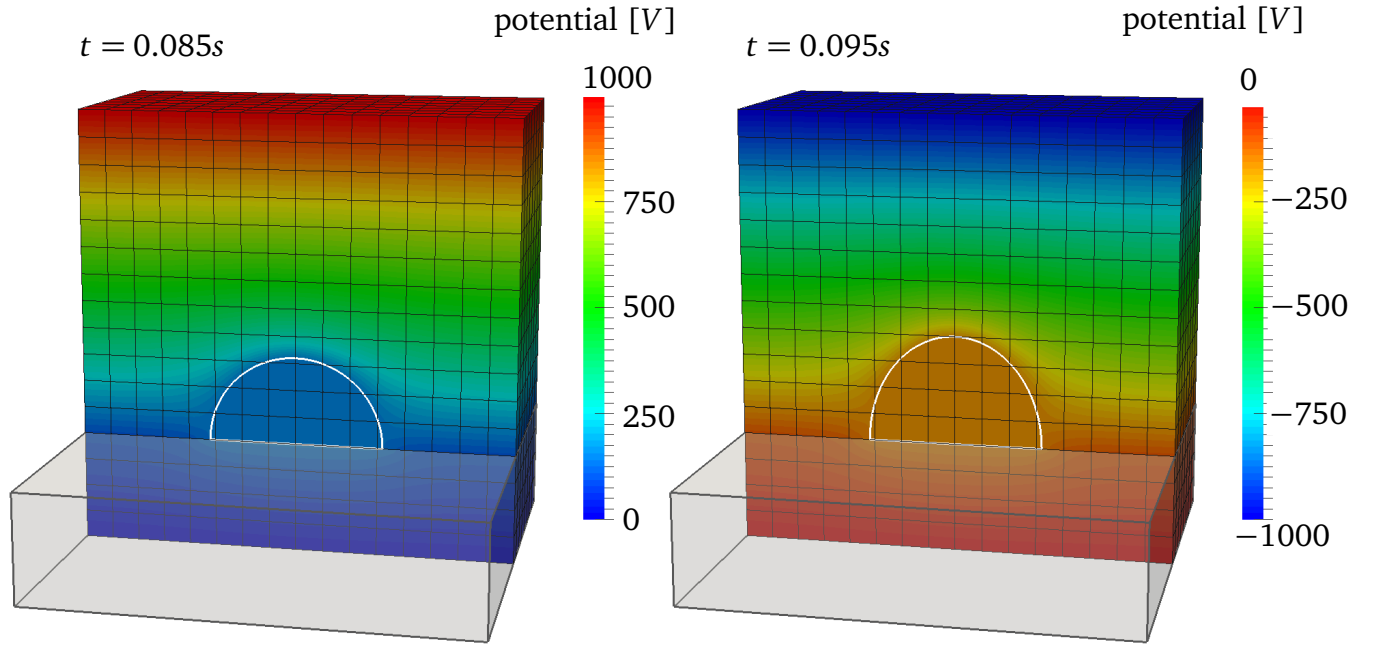 potential [V]
t = 0.085s
1000
750
500
250
0
potential [V]
t = 0.095s
0
−250
−500
−750
−1000